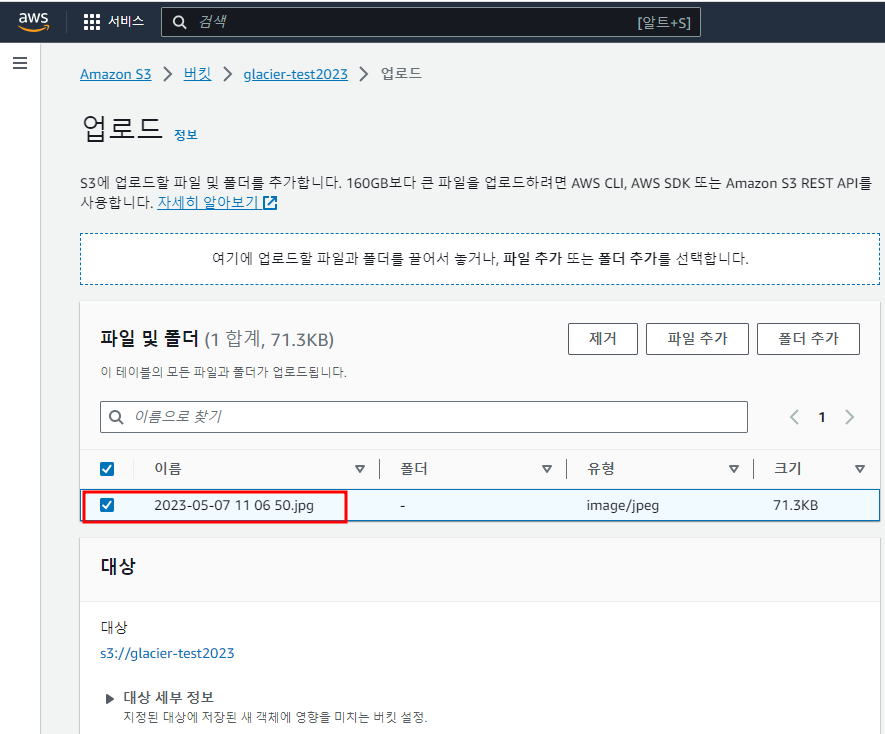 aws 서비스 검색 [알트+S]
Amazon S3 > 버킷 > glacier-test2023 > 업로드
업로드 정보
S3에 업로드할 파일 및 폴더를 추가합니다. 160GB보다 큰 파일을 업로드하려면 AWS CLI, AWS SDK 또는 Amazon S3 REST API를
사용합니다. 자세히 알아보기
여기에 업로드할 파일과 폴더를 끌어서 놓거나, 파일 추가 또는 폴더 추가를 선택합니다.
파일 및 폴더 (1 합계, 71.3KB) 제거 파일 추가 폴더 추가
이 테이블의 모든 파일과 폴더가 업로드됩니다.
이름으로 찾기 1
이름 폴더 유형 크기
2023-05-07 11 06 50.jpg - image/jpeg 71.3KB
대상
대상
s3://glacier-test2023
대상 세부 정보
지정된 대상에 저장된 새 객체에 영향을 미치는 버킷 설정.